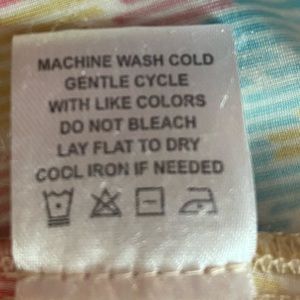 MACHINE WASH COLD
GENTLE CYCLE
WITH LIKE COLORS
DO NOT BLEACH
LAY FLAT TO DRY
COOL IRON IF NEEDED